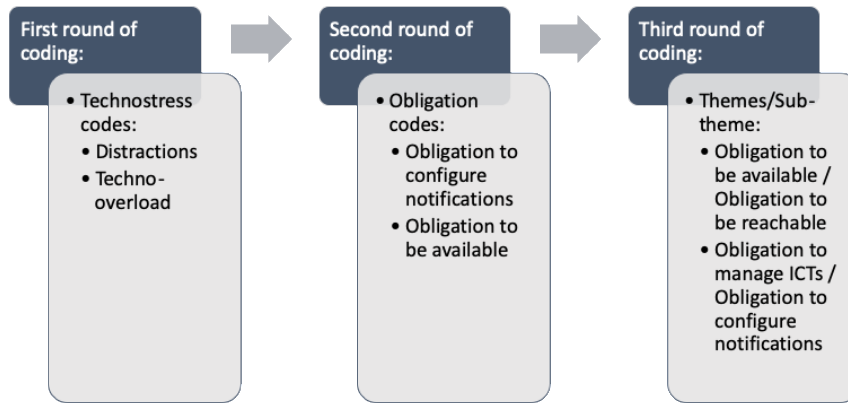 First round of
coding:
• Technostress
codes:
• Distractions
• Techno-
overload
Second round of
coding:
• Obligation
codes:
• Obligation to
configure
notifications
• Obligation to
be available
Third round of
coding:
• Themes/Sub-
theme:
• Obligation to
be available /
Obligation to
be reachable
• Obligation to
manage ICTs /
Obligation to
configure
notifications